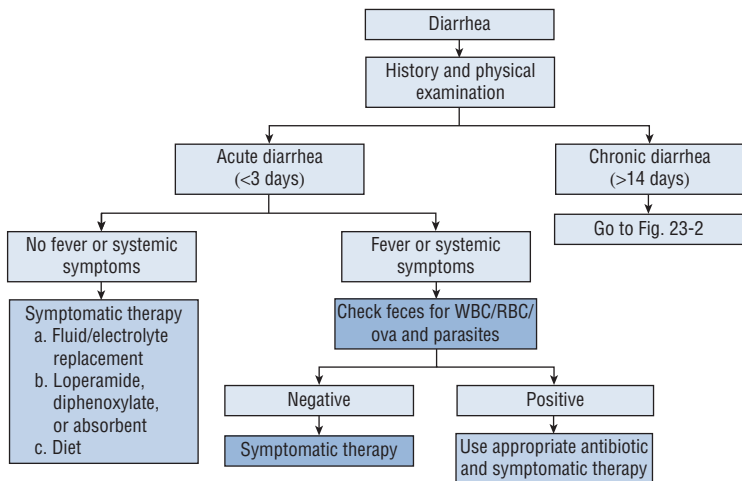 Diarrhea
History and physical
examination
Acute diarrhea
(<3 days)
Chronic diarrhea
(>14 days)
Go to Fig. 23-2
No fever or systemic
symptoms
Fever or systemic
symptoms
Symptomatic therapy
a. Fluid/electrolyte
replacement
b. Loperamide,
diphenoxylate,
or absorbent
c. Diet
Check feces for WBC/RBC/
ova and parasites
Negative
Positive
Symptomatic therapy
Use appropriate antibiotic
and symptomatic therapy